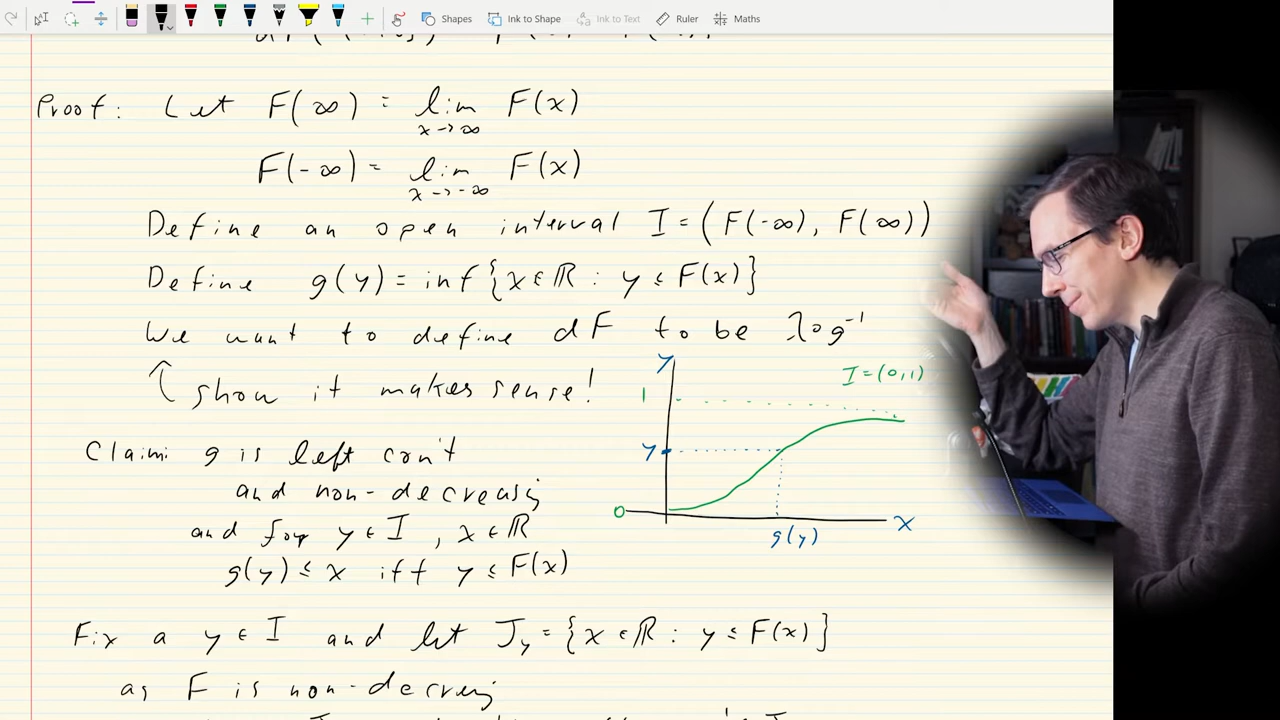 Shapes Ink to Shape Ink to Text Ruler Maths
Proof: Let F(∞) = lim x→∞ F(x)
F(-∞) = lim x→-∞ F(x)
Define an open interval I = (F(-∞), F(∞))
Define g(y) = inf {x ∈ ℝ : y ≤ F(x)}
We want to define dF to be λ∘g⁻¹
show it makes sense!
y
I = (0,1)
1
y
0
x
g(y)
Claim: g is left con't
and non-decreasing
and for y ∈ I, x ∈ ℝ
g(y) ≤ x iff y ≤ F(x)
Fix a y ∈ I and let J_y = {x ∈ ℝ : y ≤ F(x)}
as F is non-decreasing